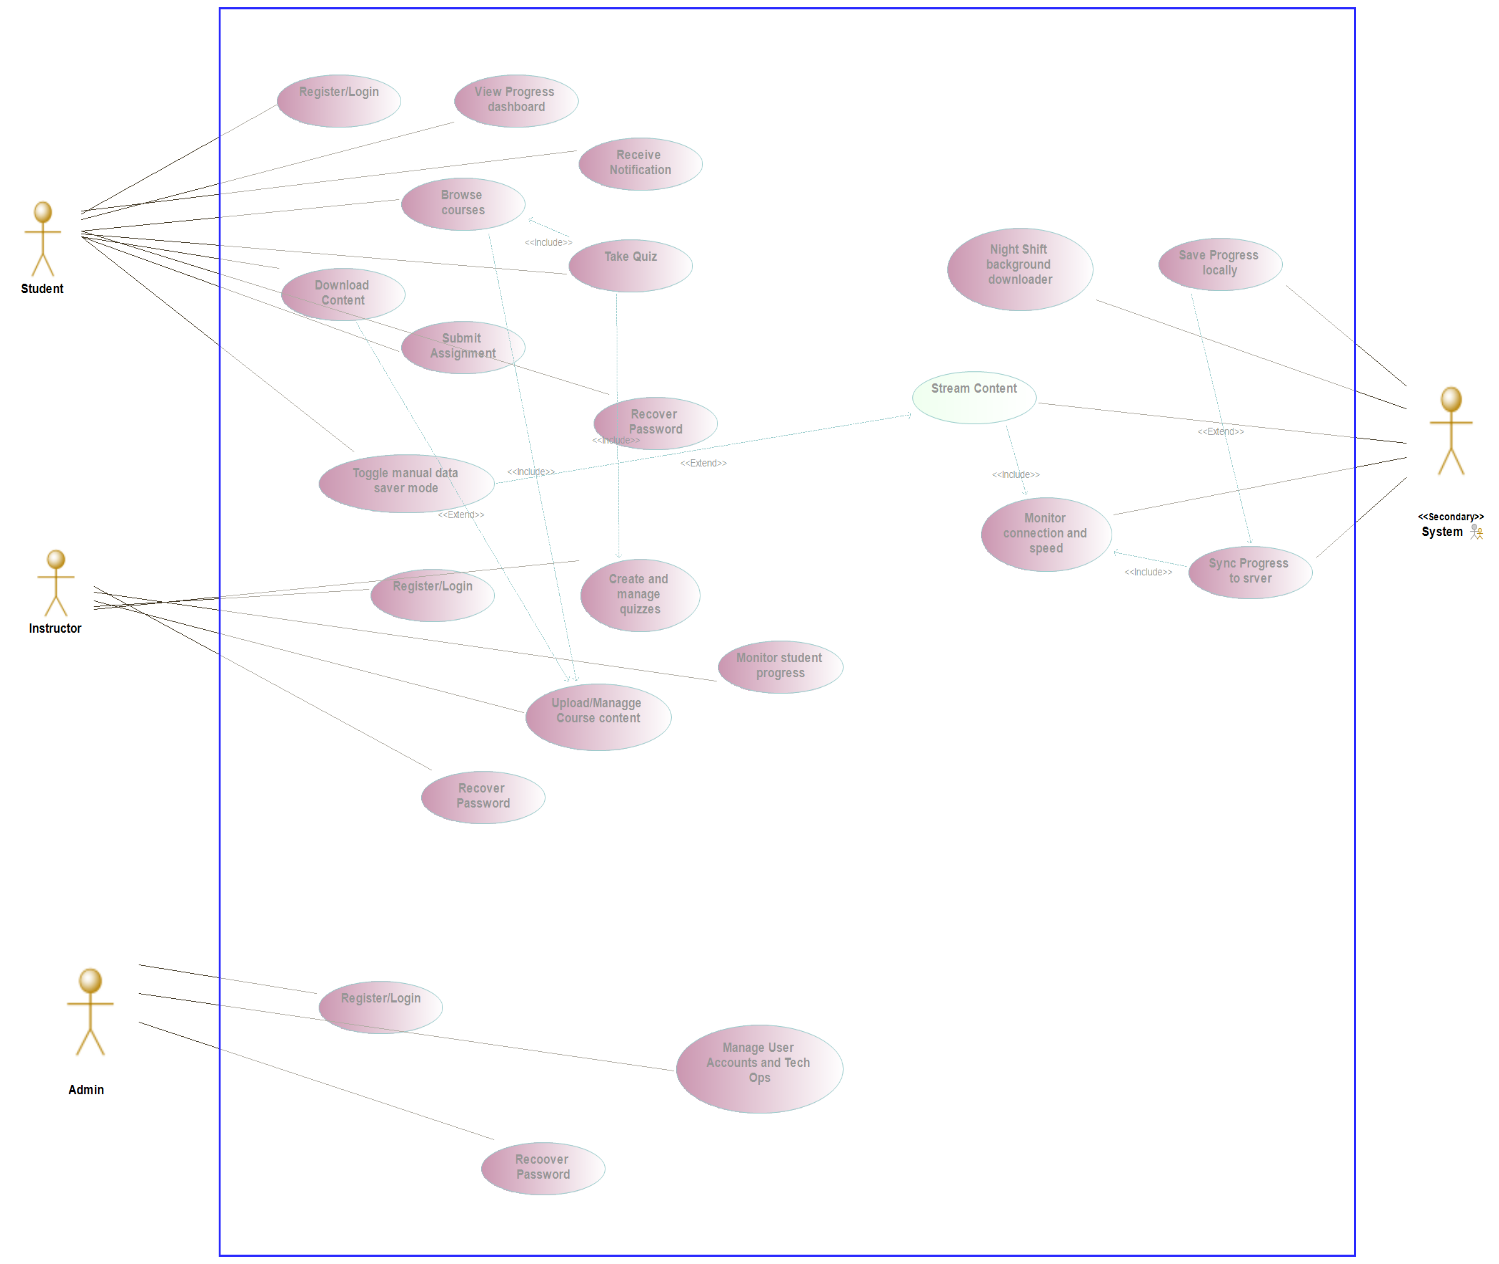 Register/Login
View Progress
dashboard
Receive
Notification
Browse
courses
<<Include>>
Take Quiz
Night Shift
background
downloader
Save Progress
locally
Student
Download
Content
Submit
Assignment
Stream Content
Recover
Password
<<Include>>
<<Extend>>
<<Extend>>
Toggle manual data
saver mode
<<Include>>
<<Include>>
<<Extend>>
Monitor
connection and
speed
<<Secondary>>
System
Sync Progress
to srver
<<Include>>
Instructor
Register/Login
Create and
manage
quizzes
Monitor student
progress
Upload/Managge
Course content
Recover
Password
Admin
Register/Login
Manage User
Accounts and Tech
Ops
Recoover
Password